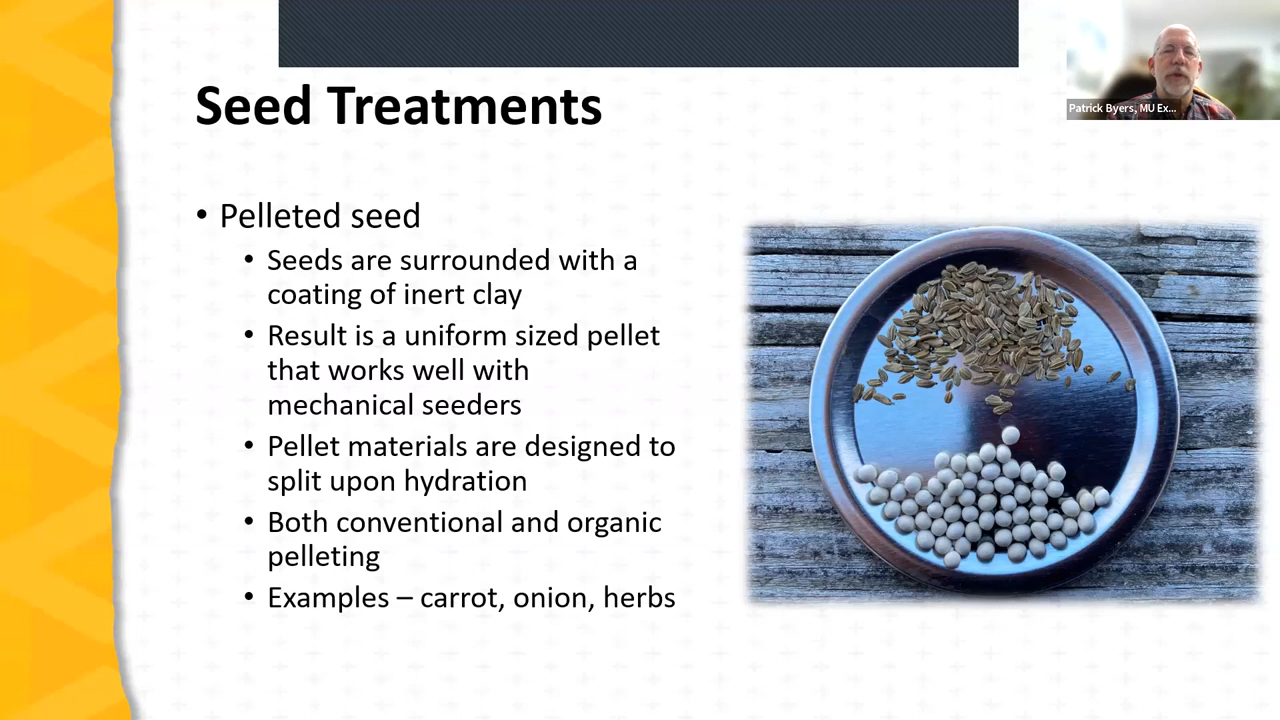 Seed Treatments
Patrick Byers, MU Ex...
• Pelleted seed
• Seeds are surrounded with a
coating of inert clay
• Result is a uniform sized pellet
that works well with
mechanical seeders
• Pellet materials are designed to
split upon hydration
• Both conventional and organic
pelleting
• Examples – carrot, onion, herbs